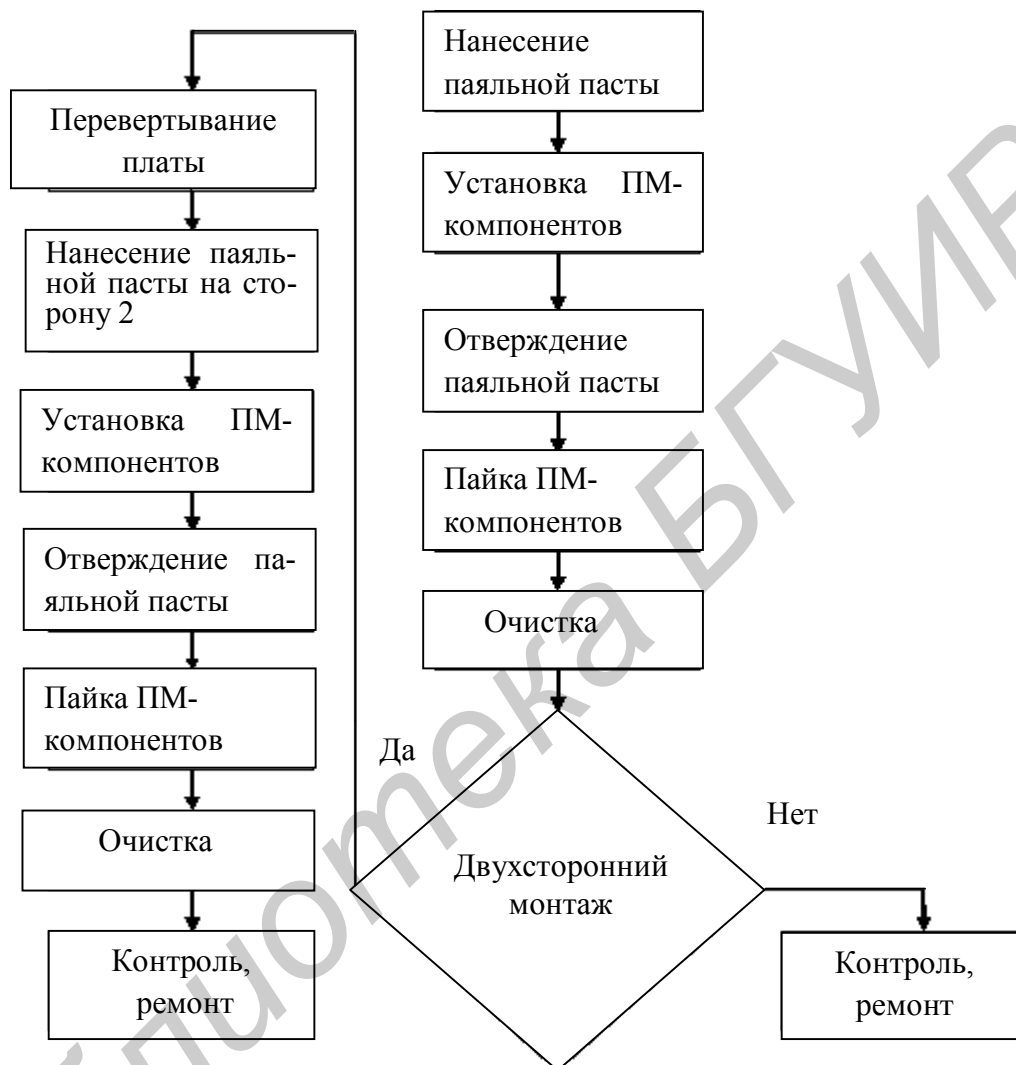 Нанесение
паяльной пасты
Установка ПМ-
компонентов
Отверждение
паяльной пасты
Пайка ПМ-
компонентов
Очистка
Двухсторонний
монтаж
Да
Нет
Перевертывание
платы
Нанесение паяль-
ной пасты на сто-
рону 2
Установка ПМ-
компонентов
Отверждение па-
яльной пасты
Пайка ПМ-
компонентов
Очистка
Контроль,
ремонт
Контроль,
ремонт